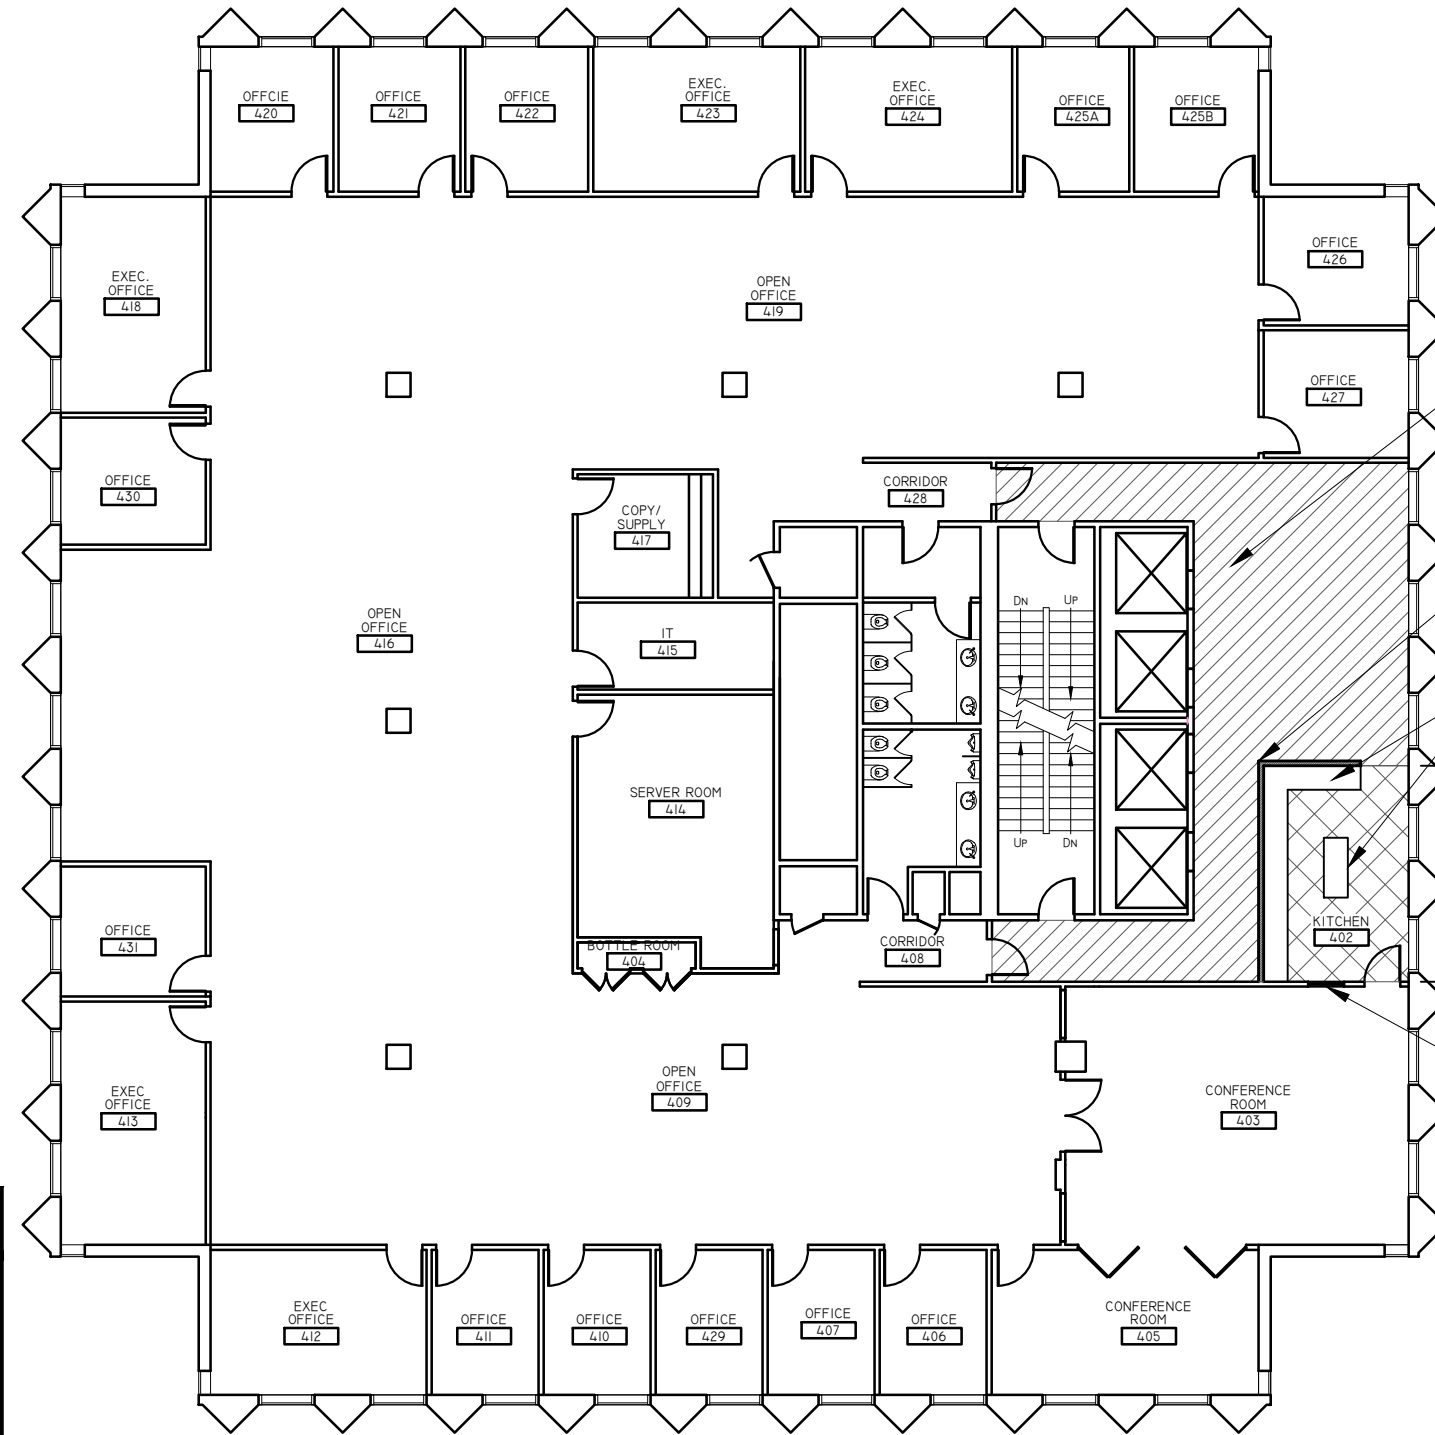 OFFCIE
420
OFFICE
421
OFFICE
422
EXEC.
OFFICE
423
EXEC.
OFFICE
424
OFFICE
425A
OFFICE
425B
OFFICE
426
EXEC.
OFFICE
418
OPEN
OFFICE
419
OFFICE
427
OFFICE
430
CORRIDOR
428
COPY/
SUPPLY
417
DN
UP
OPEN
OFFICE
416
IT
415
SERVER ROOM
414
UP
DN
OFFICE
431
KITCHEN
402
BOTTLE ROOM
404
CORRIDOR
408
EXEC
OFFICE
413
OPEN
OFFICE
409
CONFERENCE
ROOM
403
EXEC
OFFICE
412
OFFICE
411
OFFICE
410
OFFICE
429
OFFICE
407
OFFICE
406
CONFERENCE
ROOM
405